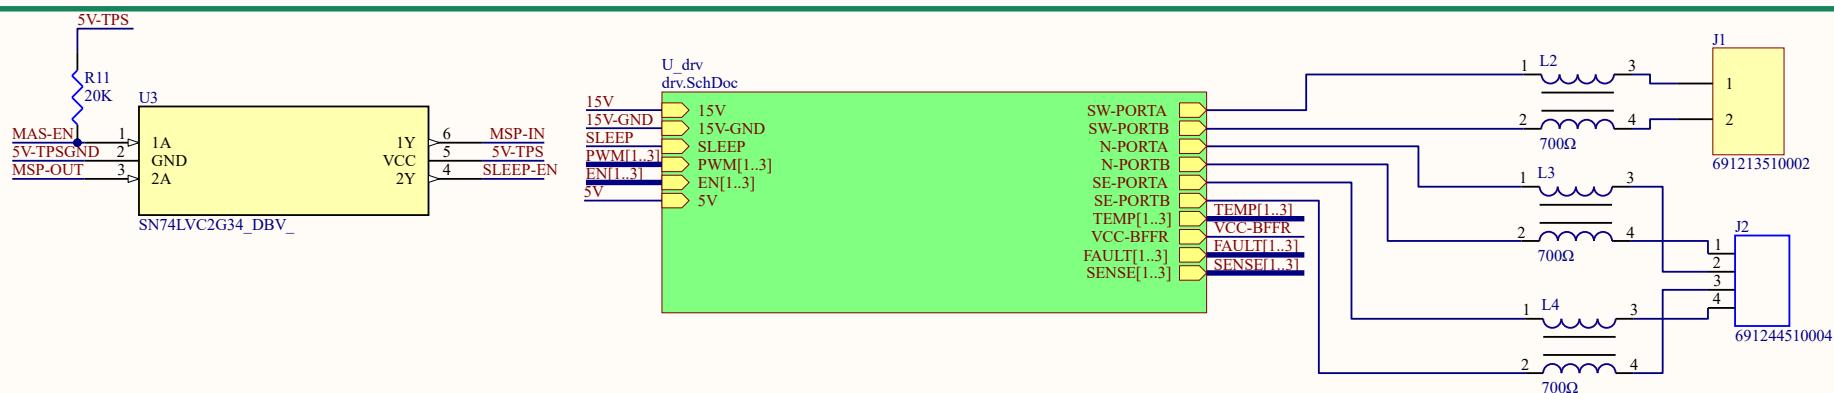 5V-TPS
R11
20K
U3
MAS-EN
1
1A
1Y
6
MSP-IN
5V-TPSGND
2
GND
VCC
5
5V-TPS
MSP-OUT
3
2A
2Y
4
SLEEP-EN
SN74LVC2G34_DBV_
U_drv
drv.SchDoc
15V
15V
15V-GND
15V-GND
SLEEP
SLEEP
PWM[1..3]
PWM[1..3]
EN[1..3]
EN[1..3]
5V
5V
SW-PORTA
SW-PORTB
N-PORTA
N-PORTB
SE-PORTA
SE-PORTB
TEMP[1..3]
TEMP[1..3]
VCC-BFFR
VCC-BFFR
FAULT[1..3]
FAULT[1..3]
SENSE[1..3]
SENSE[1..3]
1
L2
3
2
4
700Ω
J1
1
2
691213510002
1
L3
3
2
4
700Ω
J2
1
2
3
4
691244510004
1
L4
3
2
4
700Ω